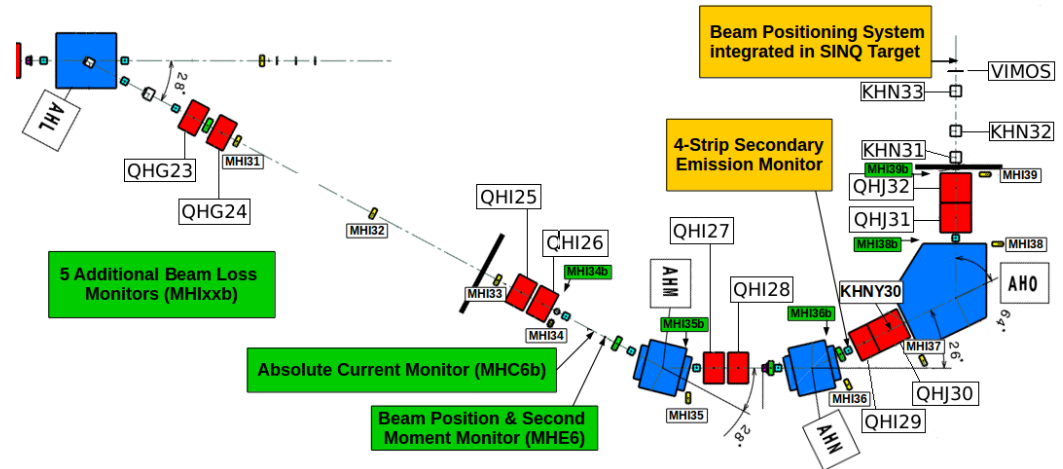 Beam Positioning System
integrated in SINQ Target
VIMOS
KHN33
28°
AHL
QHG23
MHI31
QHG24
4-Strip Secondary
Emission Monitor
KHN32
KHN31
MHI39b
MHI39
QHJ32
QHJ31
QHI25
MHI32
QHI26
QHI27
MHI38b
MHI38
5 Additional Beam Loss
Monitors (MHIxxb)
MHI34b
AHM
MHI33
QHI28
KHNY30
AHO
64°
MHI34
MHI35b
MHI36b
MHI37
26°
Absolute Current Monitor (MHC6b)
MHI35
MHI36
QHJ30
QHI29
Beam Position & Second
Moment Monitor (MHE6)
28°
AHN